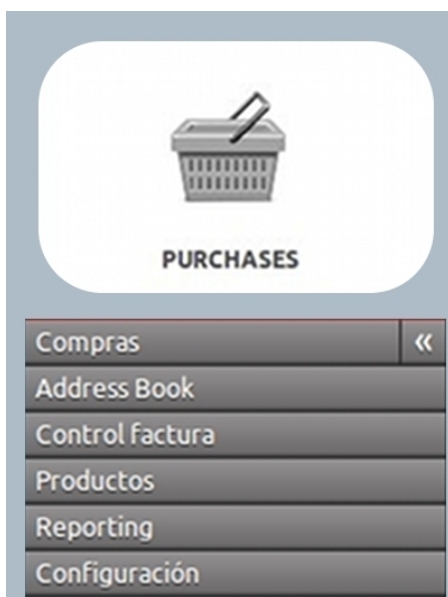 PURCHASES
Compras «
Address Book
Control factura
Productos
Reporting
Configuración